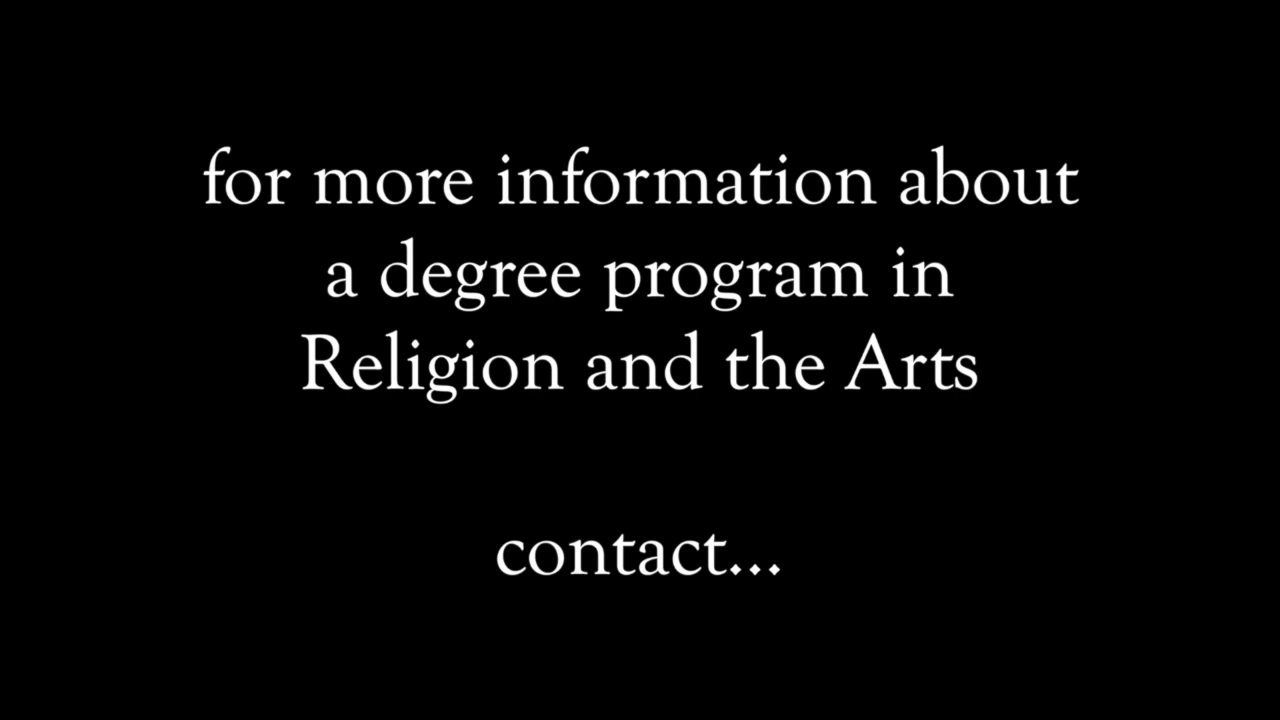 for more information about
a degree program in
Religion and the Arts
contact...